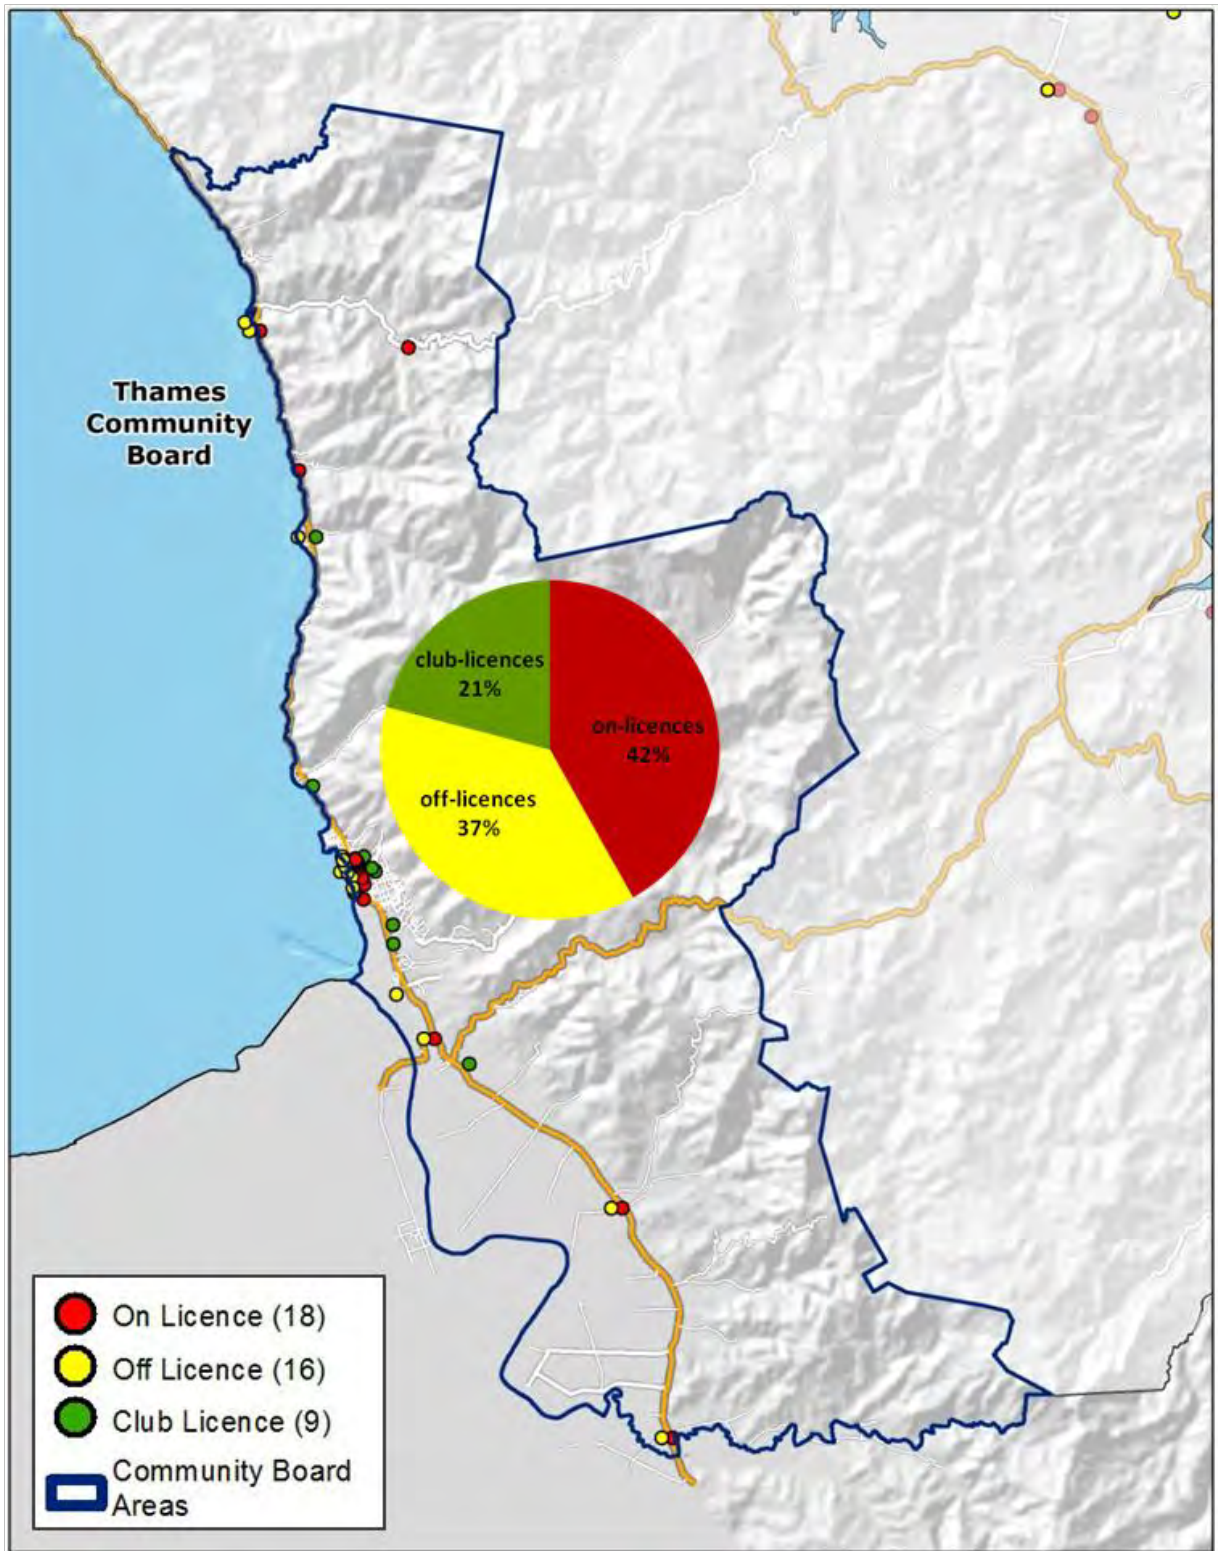 Thames
Community
Board
club-licences
21%
on-licences
42%
off-licences
37%
On Licence (18)
Off Licence (16)
Club Licence (9)
Community Board
Areas